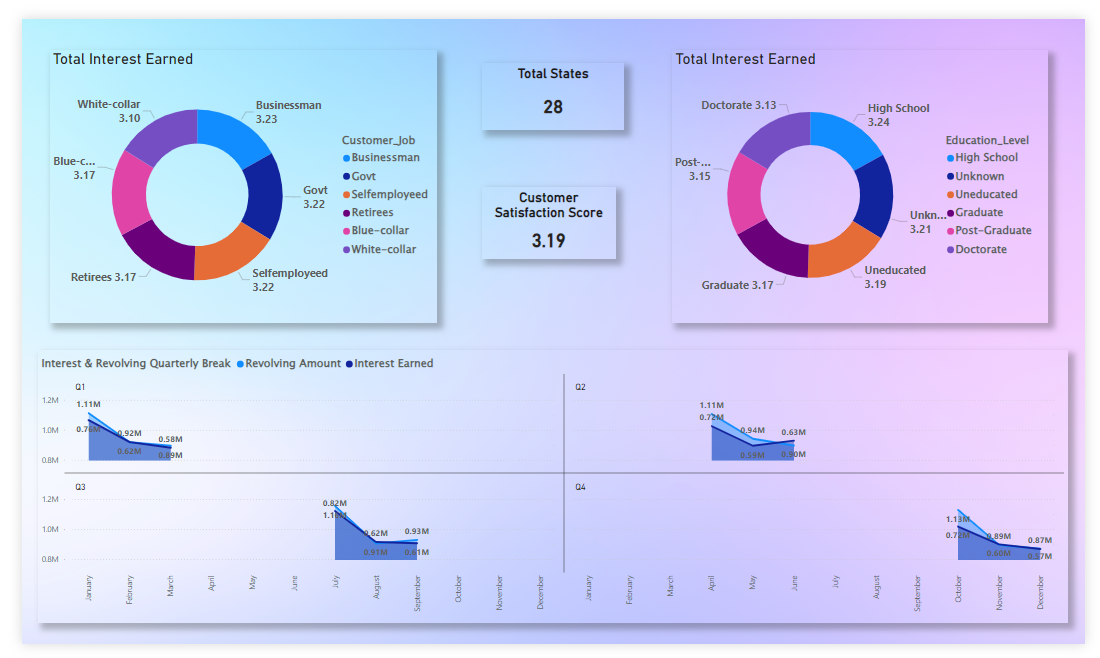 Total Interest Earned
White-collar
3.10
Businessman
3.23
Blue-c...
3.17
Govt
3.22
Retirees 3.17
Selfemployeed
3.22
Customer_Job
Businessman
Govt
Selfemployeed
Retirees
Blue-collar
White-collar
Total States
28
Customer
Satisfaction Score
3.19
Total Interest Earned
Doctorate 3.13
High School
3.24
Post-...
3.15
Unkn...
3.21
Graduate 3.17
Uneducated
3.19
Education_Level
High School
Unknown
Uneducated
Graduate
Post-Graduate
Doctorate
Interest & Revolving Quarterly Break Revolving Amount Interest Earned
Q1
1.2M
1.0M
0.8M
1.11M
0.92M
0.58M
0.76M
0.62M
0.89M
Q2
1.11M
0.94M
0.63M
0.72M
0.59M
0.90M
Q3
1.2M
1.0M
0.8M
0.82M
0.62M
0.93M
0.91M
0.61M
Q4
1.13M
0.89M
0.87M
0.72M
0.60M
0.57M
January
February
March
April
May
June
July
August
September
October
November
December
January
February
March
April
May
June
July
August
September
October
November
December